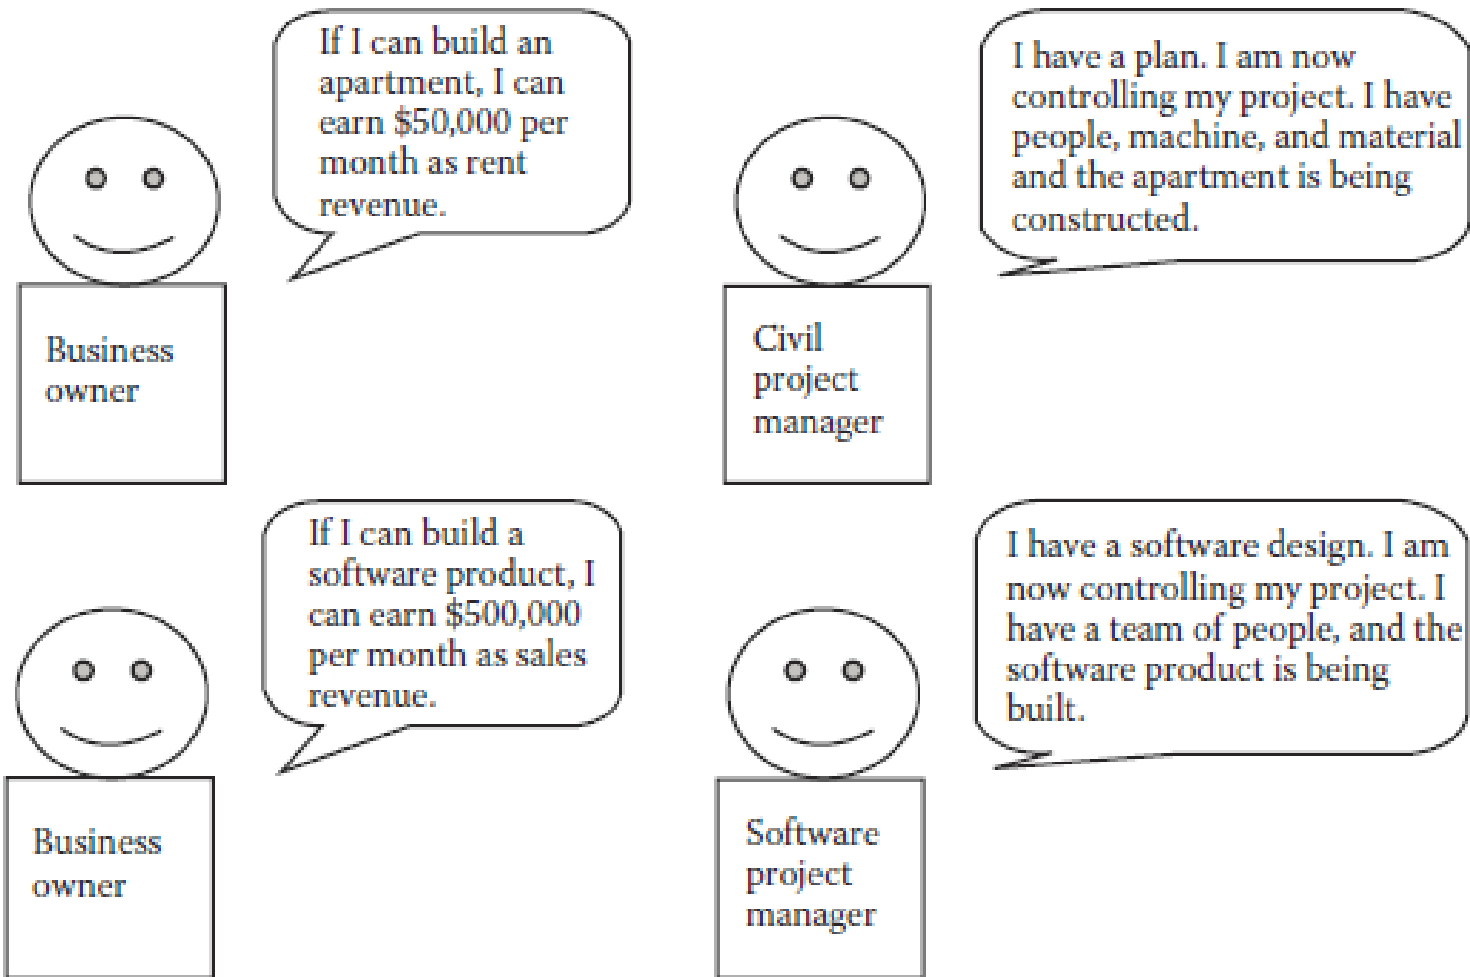 If I can build an
apartment, I can
earn $50,000 per
month as rent
revenue.
Business
owner
I have a plan. I am now
controlling my project. I have
people, machine, and material
and the apartment is being
constructed.
Civil
project
manager
If I can build a
software product, I
can earn $500,000
per month as sales
revenue.
Business
owner
I have a software design. I am
now controlling my project. I
have a team of people, and the
software product is being
built.
Software
project
manager